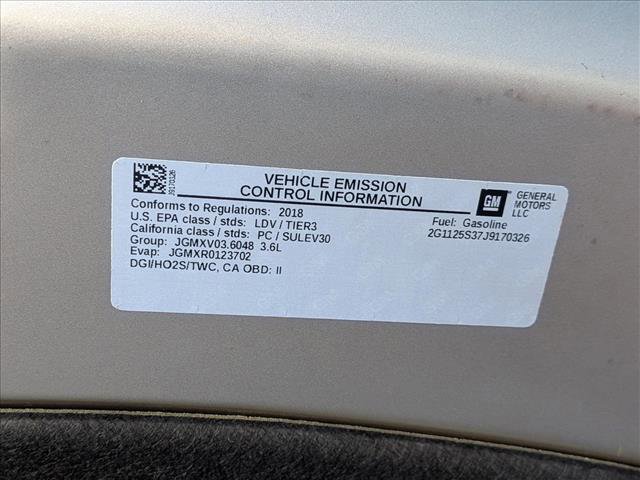 J9170326
VEHICLE EMISSION
CONTROL INFORMATION
GM
GENERAL
MOTORS
LLC
Conforms to Regulations: 2018
U.S. EPA class / stds: LDV / TIER3
California class / stds: PC / SULEV30
Group: JGMXV03.6048 3.6L
Evap: JGMXR0123702
DGI/HO2S/TWC, CA OBD: II
Fuel: Gasoline
2G1125S37J9170326